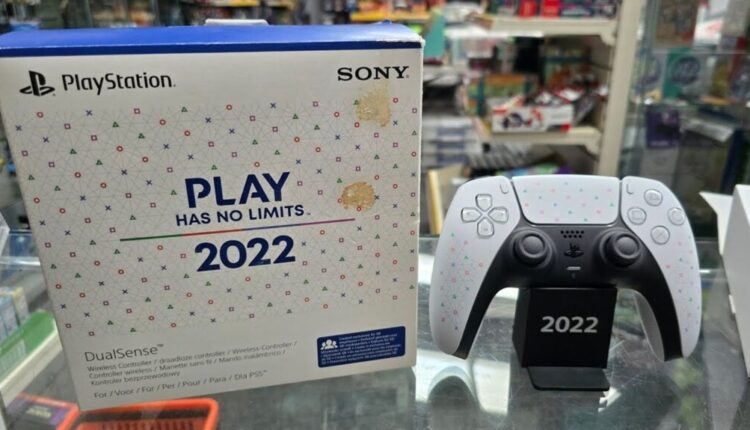 PlayStation
SONY
PLAY
HAS NO LIMITS™
2022
DualSense™
Wireless Controller / draadloze controller / Wireless-Controller /
Controller wireless / Manette sans fil / Mando inalámbrico /
Kontroler bezprzewodowy
For / Voor / Für / Per / Pour / Para / Dla PS5™
2022